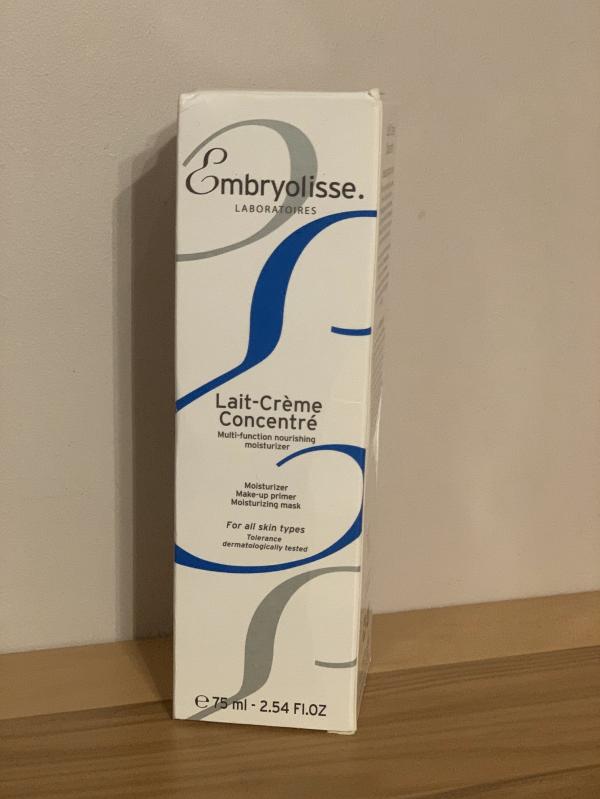 Embryolisse.
LABORATOIRES
Lait-Crème
Concentré
Multi-function nourishing
moisturizer
Moisturizer
Make-up primer
Moisturizing mask
For all skin types
Tolerance
dermatologically tested
℮ 75 ml - 2.54 Fl.OZ